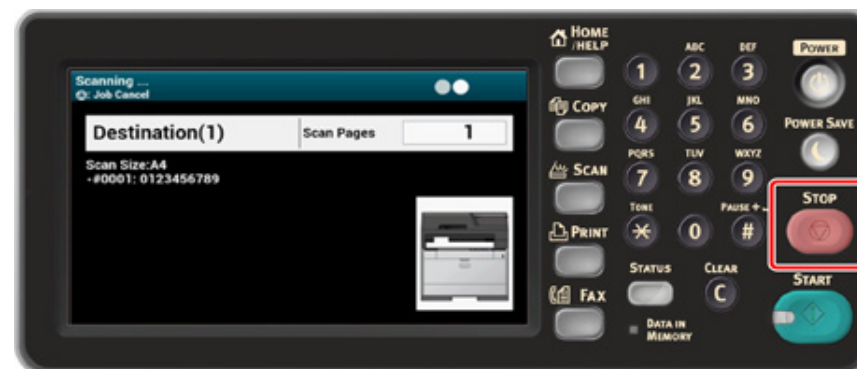 Scanning ....
: Job Cancel
Destination(1)
Scan Pages
1
Scan Size:A4
-#0001: 0123456789
HOME
/HELP
COPY
SCAN
PRINT
FAX
1
ABC
2
DEF
3
GHI
4
JKL
5
MNO
6
PQRS
7
TUV
8
WXYZ
9
TONE
*
0
PAUSE + -
#
STATUS
CLEAR
C
DATA IN
MEMORY
POWER
POWER SAVE
STOP
START